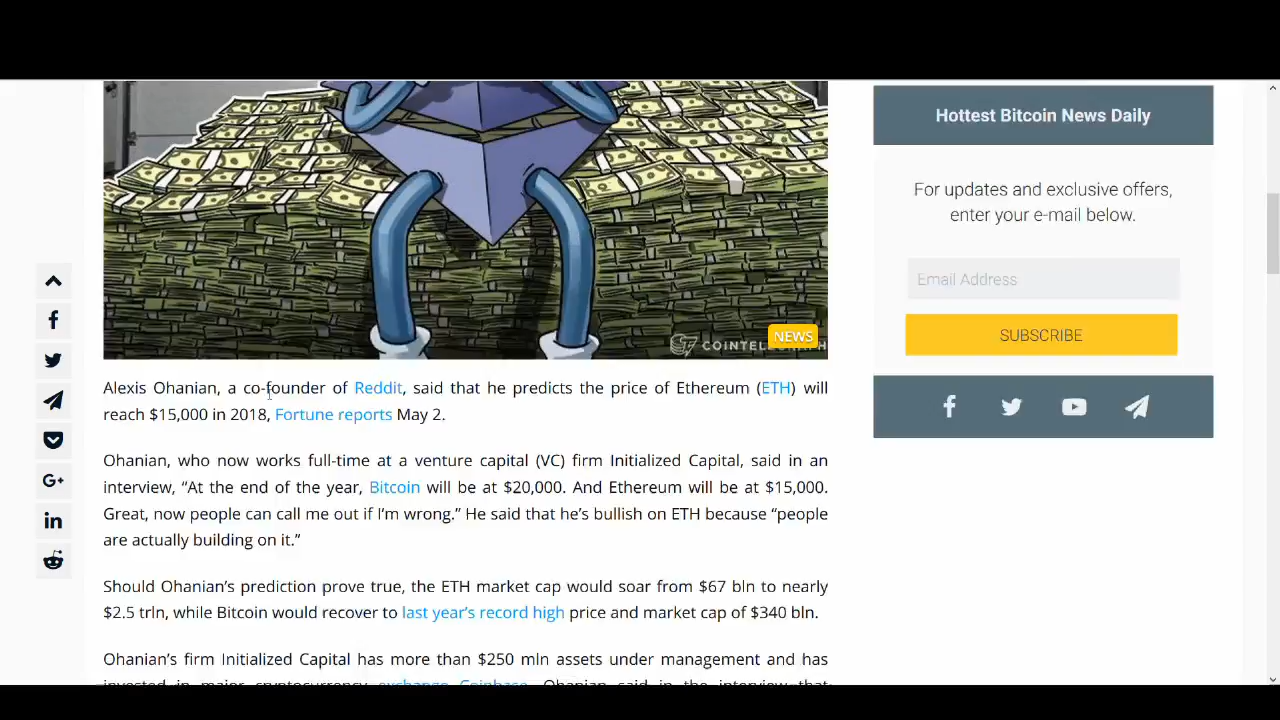 Hottest Bitcoin News Daily
For updates and exclusive offers,
enter your e-mail below.
Email Address
SUBSCRIBE
NEWS
Alexis Ohanian, a co-founder of Reddit, said that he predicts the price of Ethereum (ETH) will
reach $15,000 in 2018, Fortune reports May 2.
Ohanian, who now works full-time at a venture capital (VC) firm Initialized Capital, said in an
interview, “At the end of the year, Bitcoin will be at $20,000. And Ethereum will be at $15,000.
Great, now people can call me out if I’m wrong.” He said that he’s bullish on ETH because “people
are actually building on it.”
Should Ohanian’s prediction prove true, the ETH market cap would soar from $67 bln to nearly
$2.5 trln, while Bitcoin would recover to last year’s record high price and market cap of $340 bln.
Ohanian’s firm Initialized Capital has more than $250 mln assets under management and has
invested in major cryptocurrency exchange Coinbase. Ohanian said in the interview that